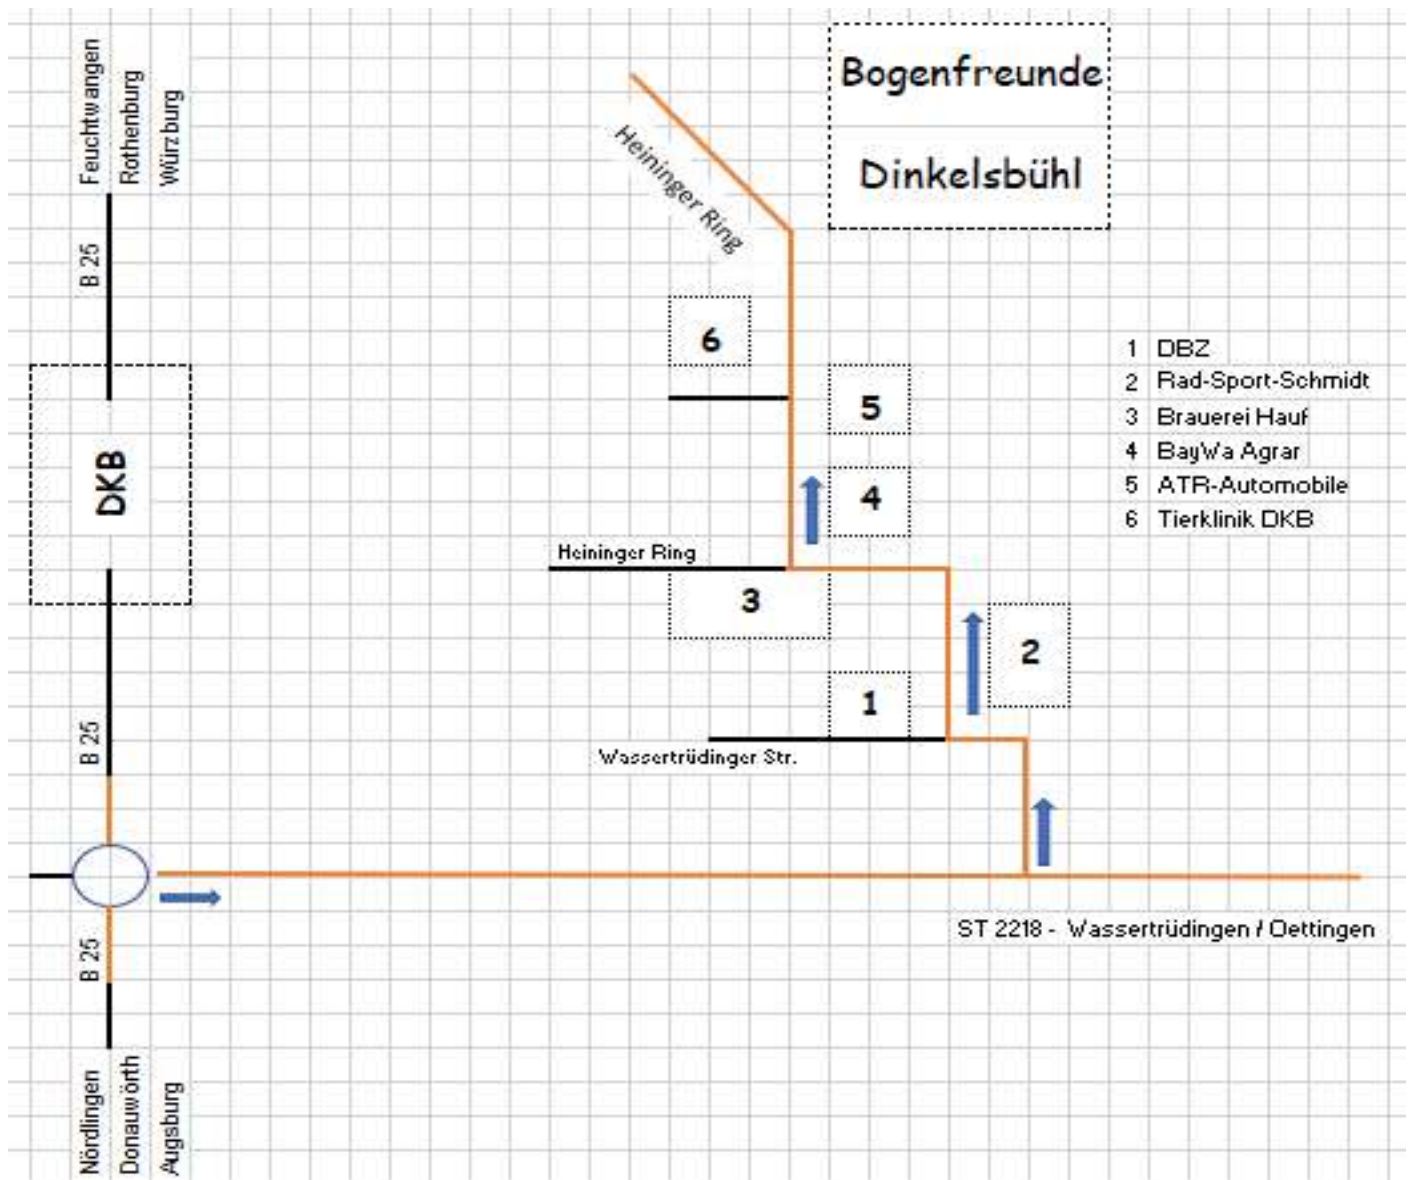 Feuchtwangen
Rothenburg
Würzburg
B 25
DKB
B 25
B 25
Nördlingen
Donauwörth
Augsburg
Bogenfreunde
Dinkelsbühl
Heininger Ring
6
5
4
Heininger Ring
3
2
1
Wassertrüdinger Str.
1 DBZ
2 Rad-Sport-Schmidt
3 Brauerei Hauf
4 BayWa Agrar
5 ATR-Automobile
6 Tierklinik DKB
ST 2218 - Wassertrüdingen / Oettingen